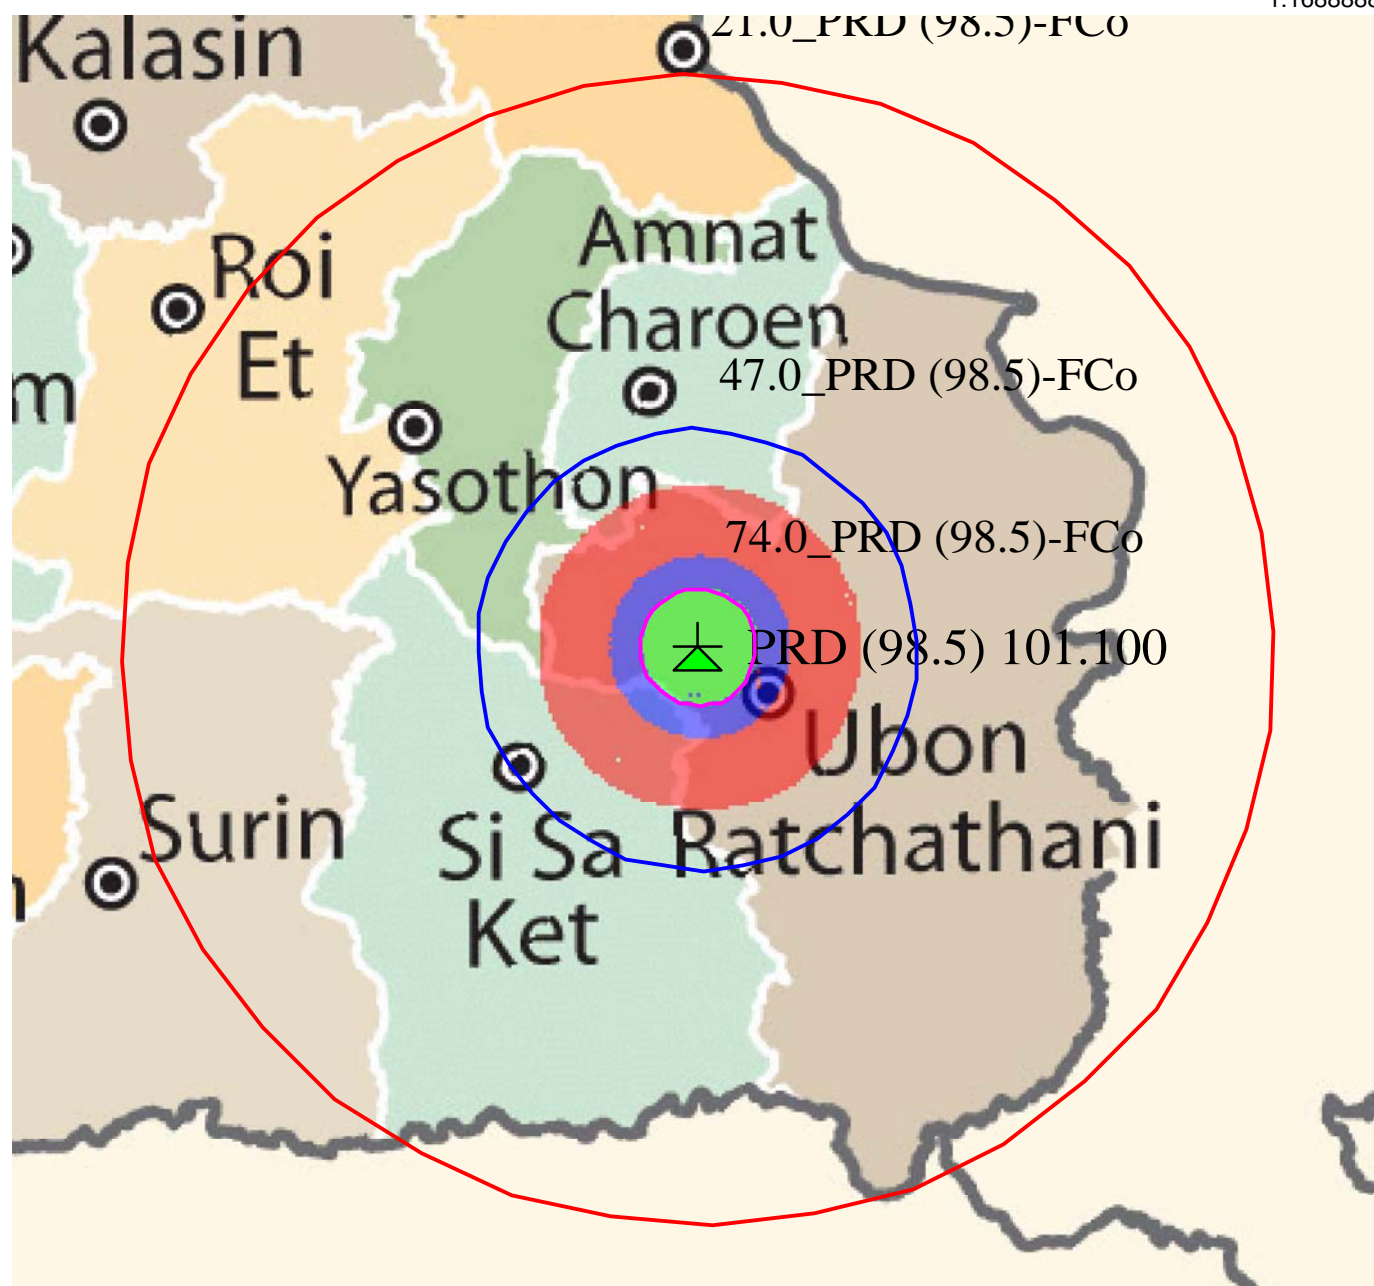 21.0_PRD (98.5)-FCo
Kalasin
Amnat
Charoen
Roi
Et
m
47.0_PRD (98.5)-FCo
Yasothon
74.0_PRD (98.5)-FCo
PRD (98.5) 101.100
Ubon
Ratchathani
Surin
Si Sa
Ket